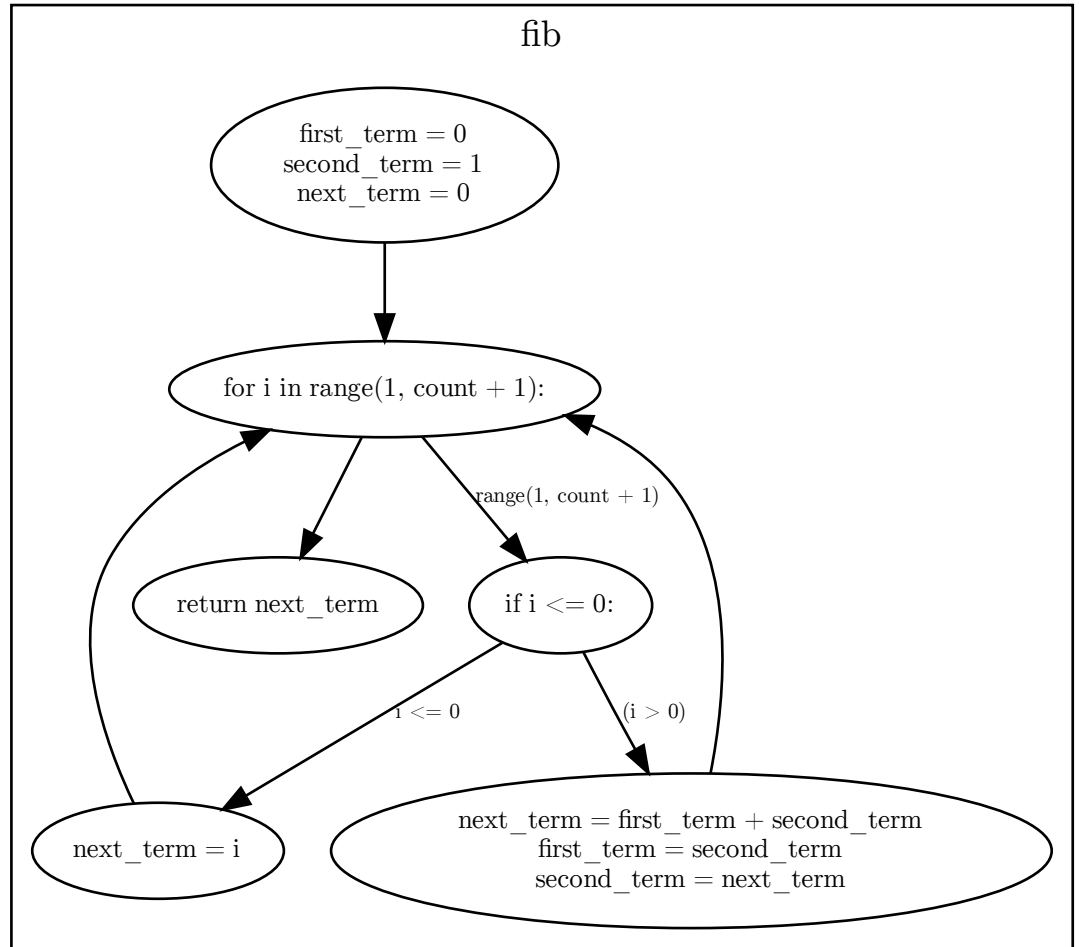 fib
first_term = 0
second_term = 1
next_term = 0
for i in range(1, count + 1):
range(1, count + 1)
return next_term
if i <= 0:
i <= 0
(i > 0)
next_term = i
next_term = first_term + second_term
first_term = second_term
second_term = next_term